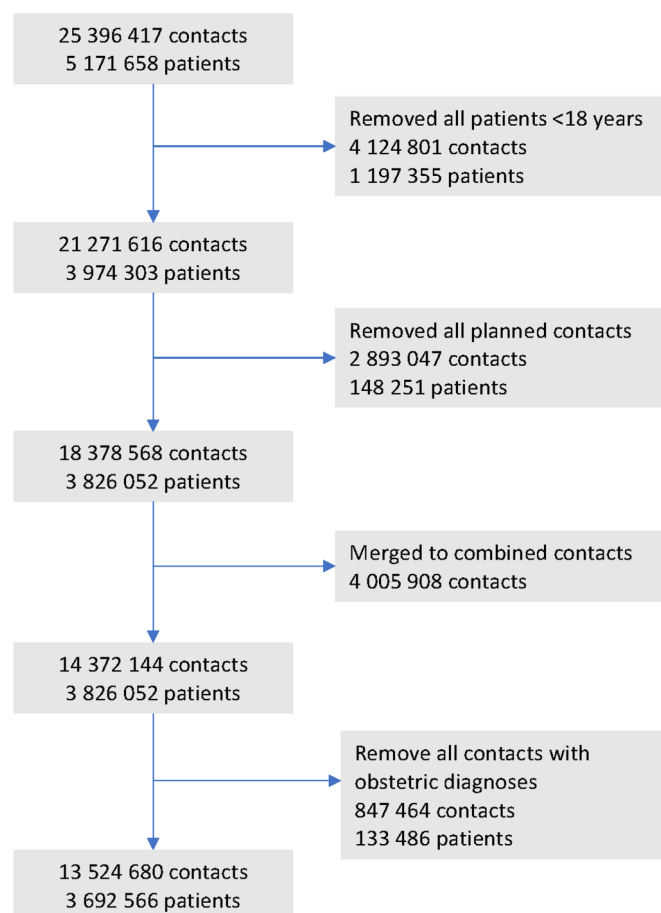 25 396 417 contacts
5 171 658 patients
Removed all patients <18 years
4 124 801 contacts
1 197 355 patients
21 271 616 contacts
3 974 303 patients
Removed all planned contacts
2 893 047 contacts
148 251 patients
18 378 568 contacts
3 826 052 patients
Merged to combined contacts
4 005 908 contacts
14 372 144 contacts
3 826 052 patients
Remove all contacts with
obstetric diagnoses
847 464 contacts
133 486 patients
13 524 680 contacts
3 692 566 patients